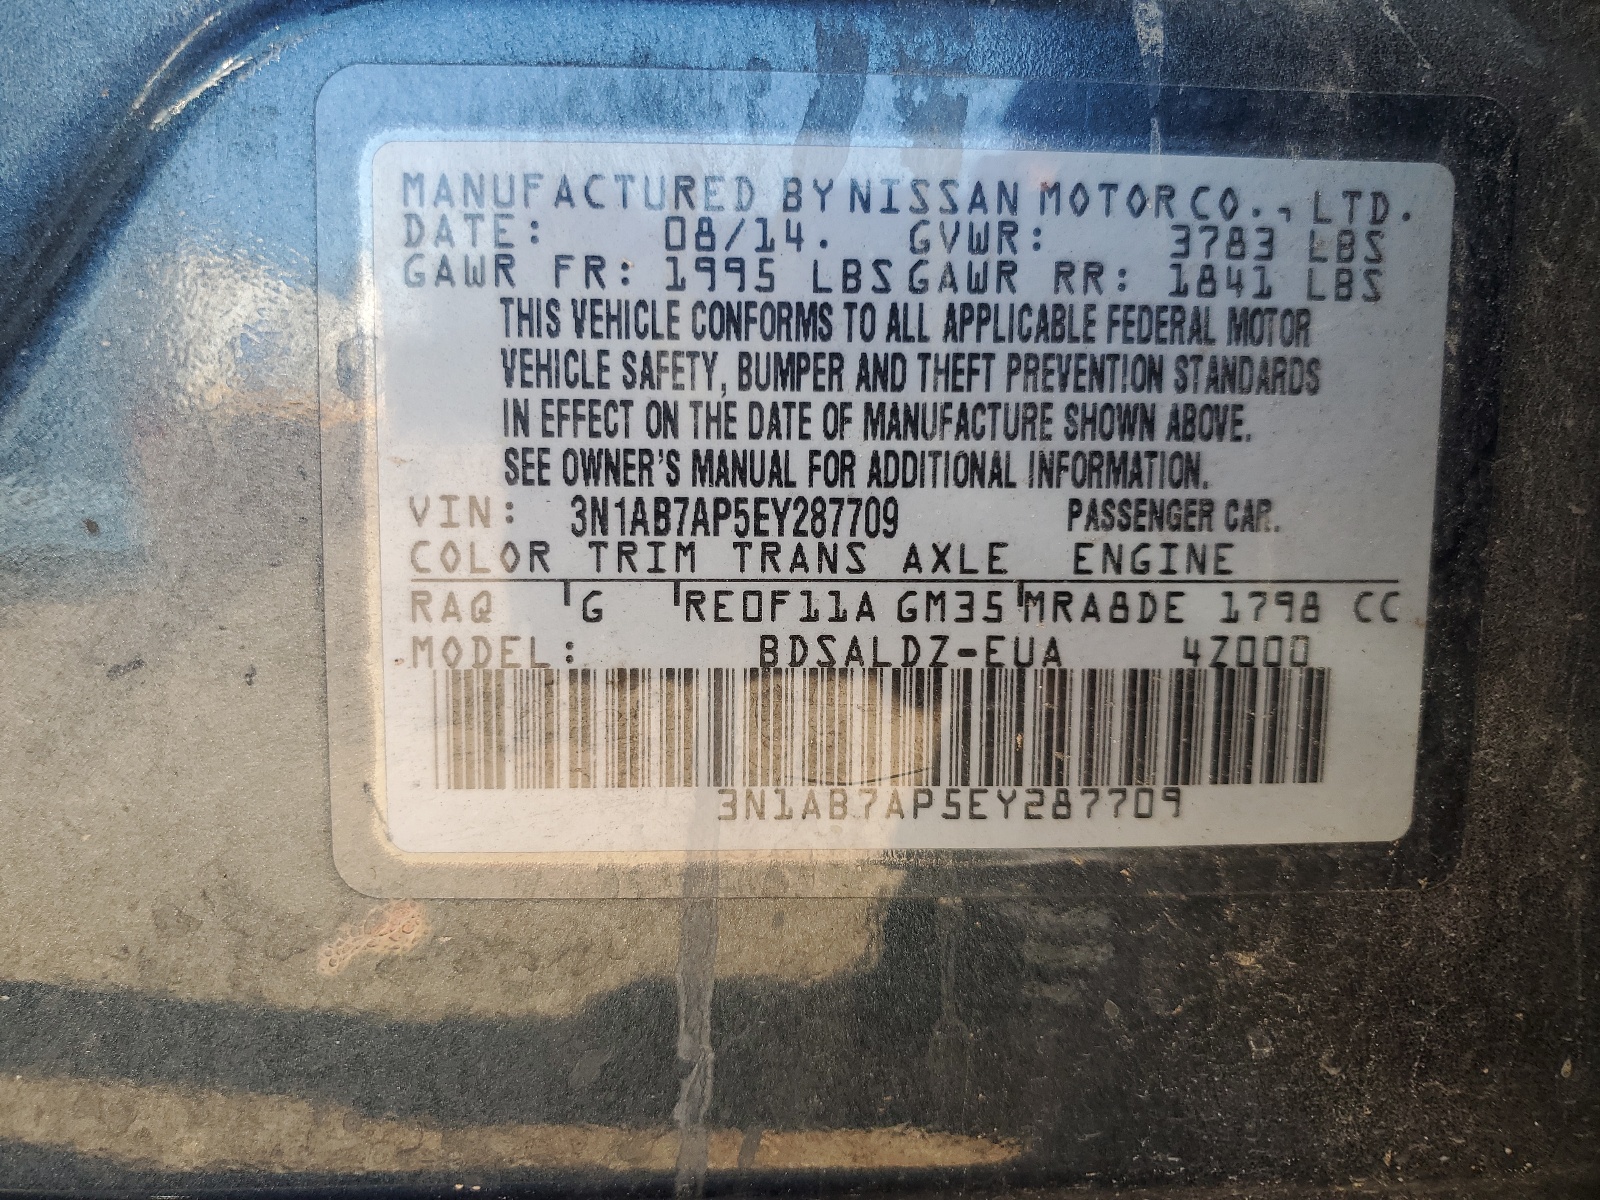 MANUFACTURED BY NISSAN MOTOR CO., LTD.
DATE: 08/14. GVWR: 3783 LBS
GAWR FR: 1995 LBS GAWR RR: 1841 LBS
THIS VEHICLE CONFORMS TO ALL APPLICABLE FEDERAL MOTOR
VEHICLE SAFETY, BUMPER AND THEFT PREVENTION STANDARDS
IN EFFECT ON THE DATE OF MANUFACTURE SHOWN ABOVE.
SEE OWNER'S MANUAL FOR ADDITIONAL INFORMATION.
VIN: 3N1AB7AP5EY287709 PASSENGER CAR.
COLOR TRIM TRANS AXLE ENGINE
RAQ G RE0F11A GM35 MRA8DE 1798 CC
MODEL: BDSALDZ-EUA 4Z000
3N1AB7AP5EY287709